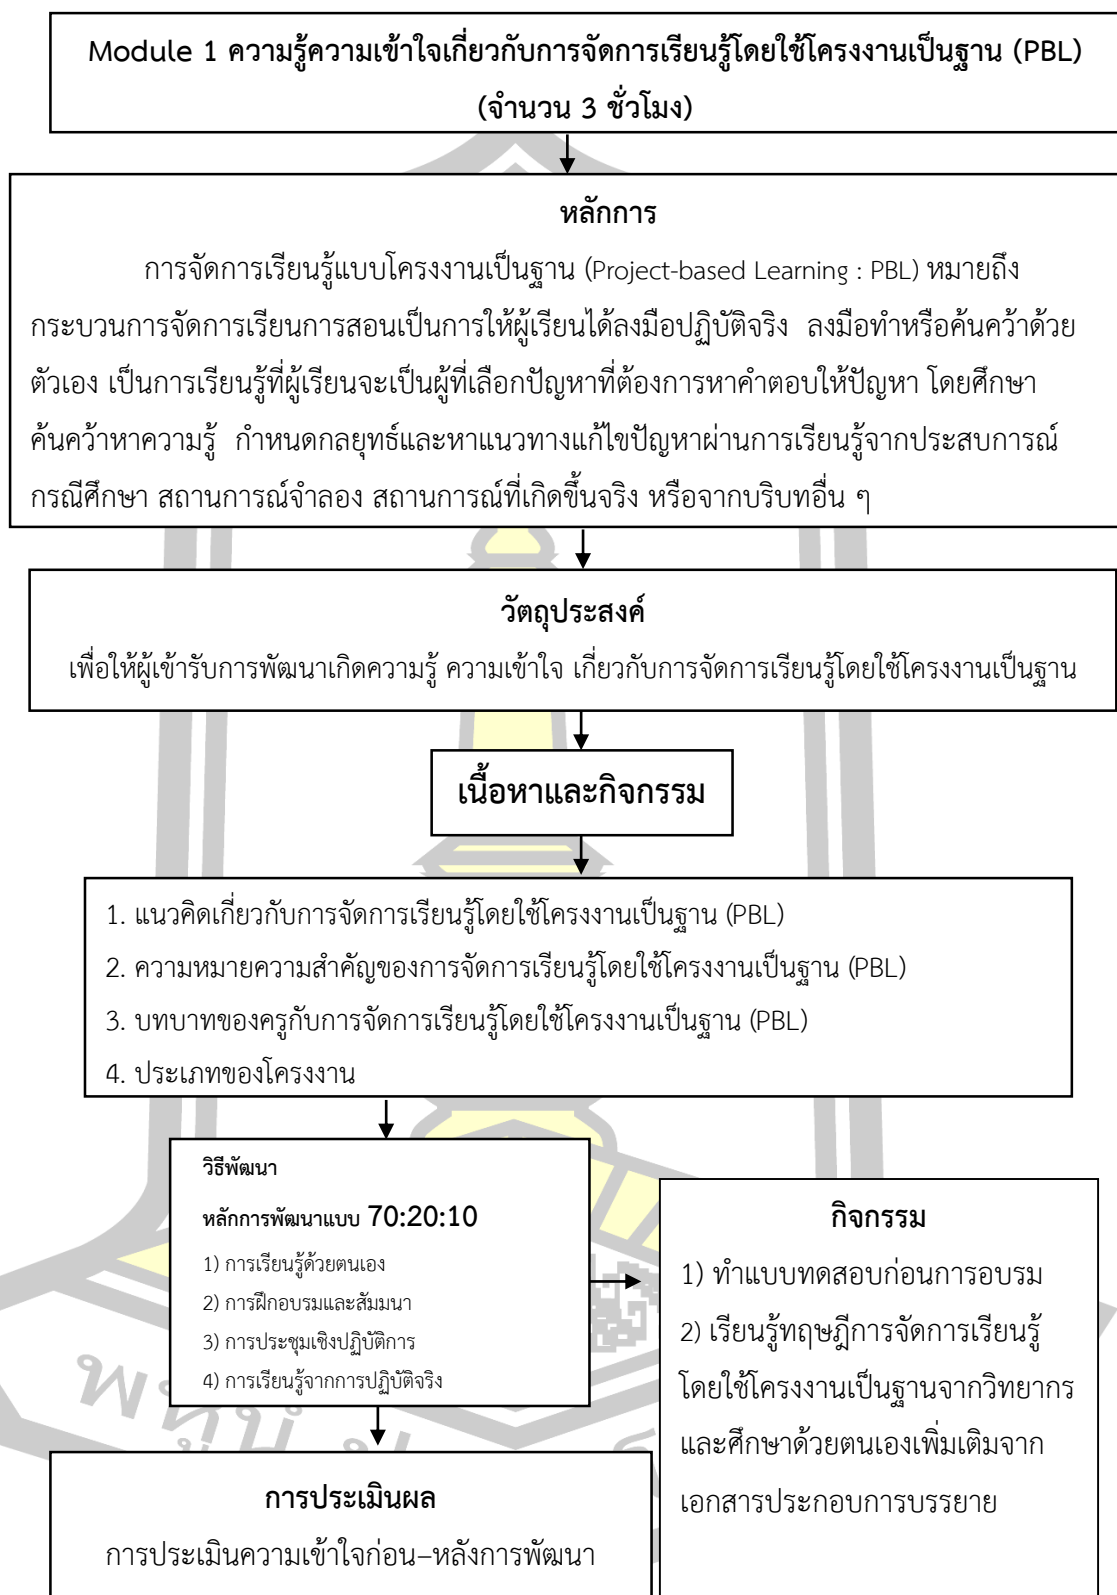 Module 1 ความรู้ความเข้าใจเกี่ยวกับการจัดการเรียนรู้โดยใช้โครงงานเป็นฐาน (PBL)
(จำนวน 3 ชั่วโมง)
หลักการ
การจัดการเรียนรู้แบบโครงงานเป็นฐาน (Project-based Learning : PBL) หมายถึง
กระบวนการจัดการเรียนการสอนเป็นการให้ผู้เรียนได้ลงมือปฏิบัติจริง ลงมือทำหรือค้นคว้าด้วย
ตัวเอง เป็นการเรียนรู้ที่ผู้เรียนจะเป็นผู้ที่เลือกปัญหาที่ต้องการหาคำตอบให้ปัญหา โดยศึกษา
ค้นคว้าหาความรู้ กำหนดกลยุทธ์และหาแนวทางแก้ไขปัญหาผ่านการเรียนรู้จากประสบการณ์
กรณีศึกษา สถานการณ์จำลอง สถานการณ์ที่เกิดขึ้นจริง หรือจากบริบทอื่น ๆ
วัตถุประสงค์
เพื่อให้ผู้เข้ารับการพัฒนาเกิดความรู้ ความเข้าใจ เกี่ยวกับการจัดการเรียนรู้โดยใช้โครงงานเป็นฐาน
เนื้อหาและกิจกรรม
1. แนวคิดเกี่ยวกับการจัดการเรียนรู้โดยใช้โครงงานเป็นฐาน (PBL)
2. ความหมายความสำคัญของการจัดการเรียนรู้โดยใช้โครงงานเป็นฐาน (PBL)
3. บทบาทของครูกับการจัดการเรียนรู้โดยใช้โครงงานเป็นฐาน (PBL)
4. ประเภทของโครงงาน
วิธีพัฒนา
หลักการพัฒนาแบบ 70:20:10
1) การเรียนรู้ด้วยตนเอง
2) การฝึกอบรมและสัมมนา
3) การประชุมเชิงปฏิบัติการ
4) การเรียนรู้จากการปฏิบัติจริง
กิจกรรม
1) ทำแบบทดสอบก่อนการอบรม
2) เรียนรู้ทฤษฎีการจัดการเรียนรู้
โดยใช้โครงงานเป็นฐานจากวิทยากร
และศึกษาด้วยตนเองเพิ่มเติมจาก
เอกสารประกอบการบรรยาย
การประเมินผล
การประเมินความเข้าใจก่อน–หลังการพัฒนา